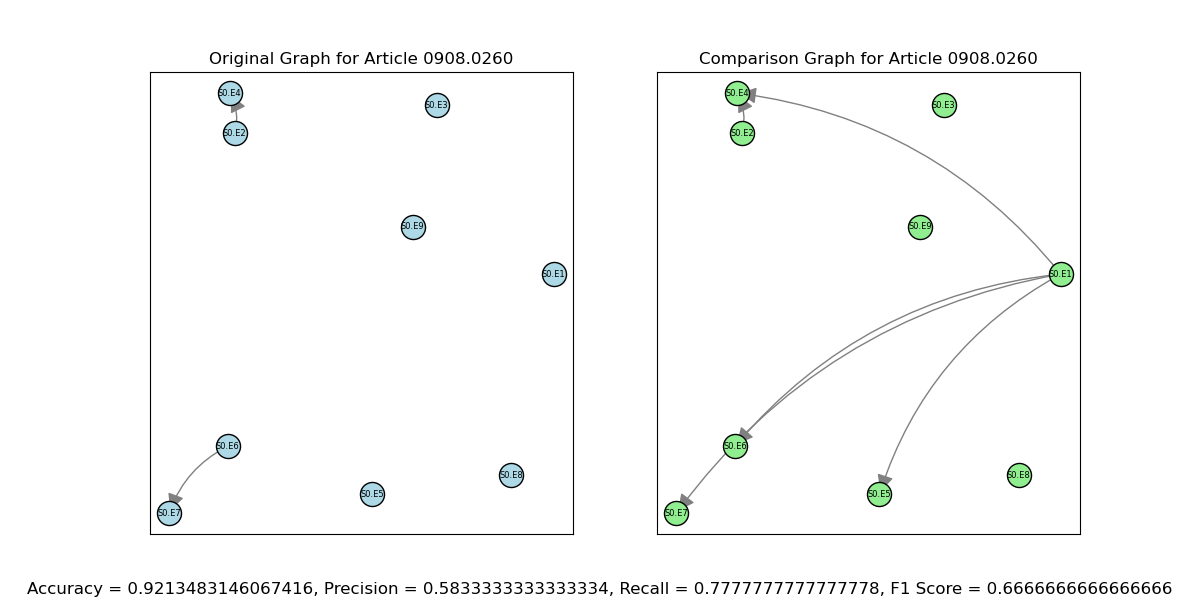 Original Graph for Article 0908.0260
S0.E4
S0.E3
S0.E2
S0.E9
S0.E1
S0.E6
S0.E8
S0.E5
S0.E7
Comparison Graph for Article 0908.0260
S0.E4
S0.E3
S0.E2
S0.E9
S0.E1
S0.E6
S0.E8
S0.E5
S0.E7
Accuracy = 0.9213483146067416, Precision = 0.5833333333333334, Recall = 0.7777777777777778, F1 Score = 0.6666666666666666